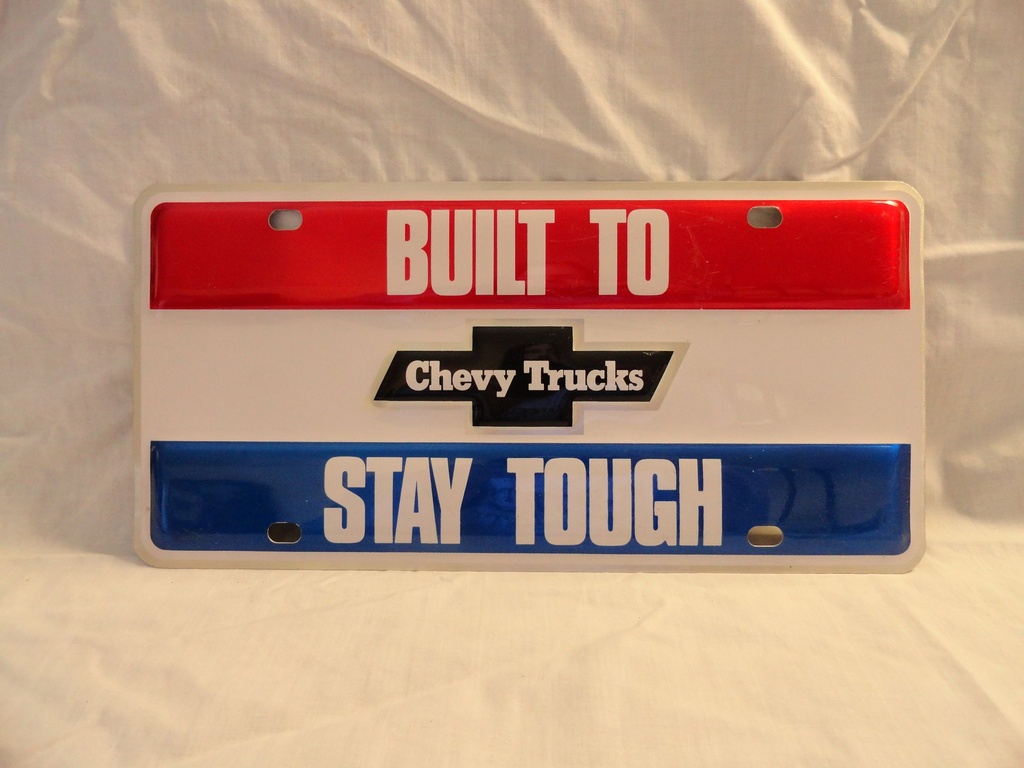 BUILT TO
Chevy Trucks
STAY TOUGH